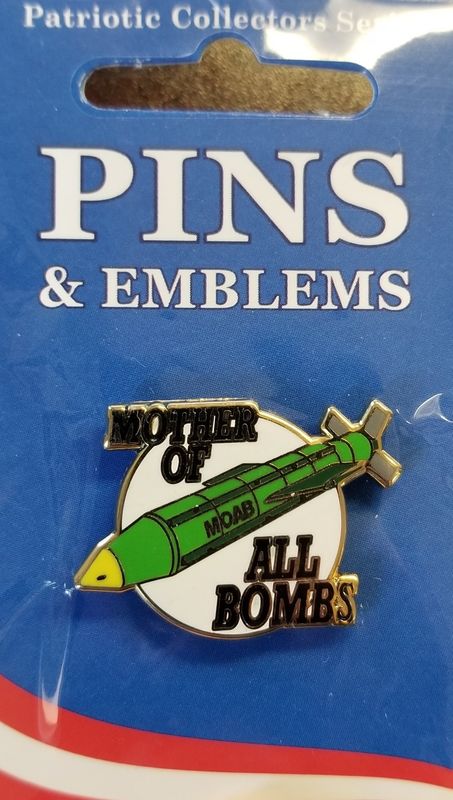 Patriotic Collectors
PINS
& EMBLEMS
MOTHER
OF
MOAB
ALL
BOMBS